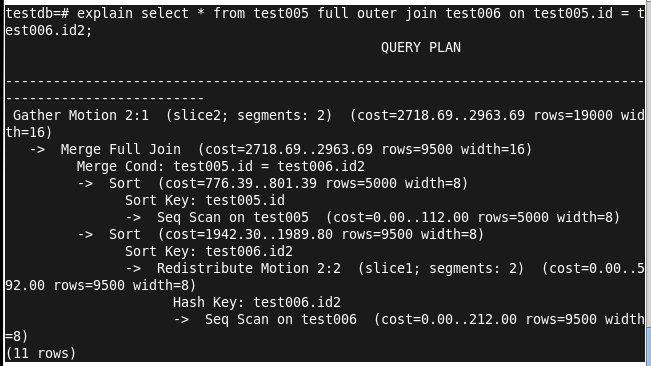 testdb=# explain select * from test005 full outer join test006 on test005.id = t
est006.id2;
QUERY PLAN
--------------------------------------------------------------------------------
-------------------------
Gather Motion 2:1  (slice2; segments: 2)  (cost=2718.69..2963.69 rows=19000 wid
th=16)
->  Merge Full Join  (cost=2718.69..2963.69 rows=9500 width=16)
Merge Cond: test005.id = test006.id2
->  Sort  (cost=776.39..801.39 rows=5000 width=8)
Sort Key: test005.id
->  Seq Scan on test005  (cost=0.00..112.00 rows=5000 width=8)
->  Sort  (cost=1942.30..1989.80 rows=9500 width=8)
Sort Key: test006.id2
->  Redistribute Motion 2:2  (slice1; segments: 2)  (cost=0.00..5
92.00 rows=9500 width=8)
Hash Key: test006.id2
->  Seq Scan on test006  (cost=0.00..212.00 rows=9500 width
=8)
(11 rows)